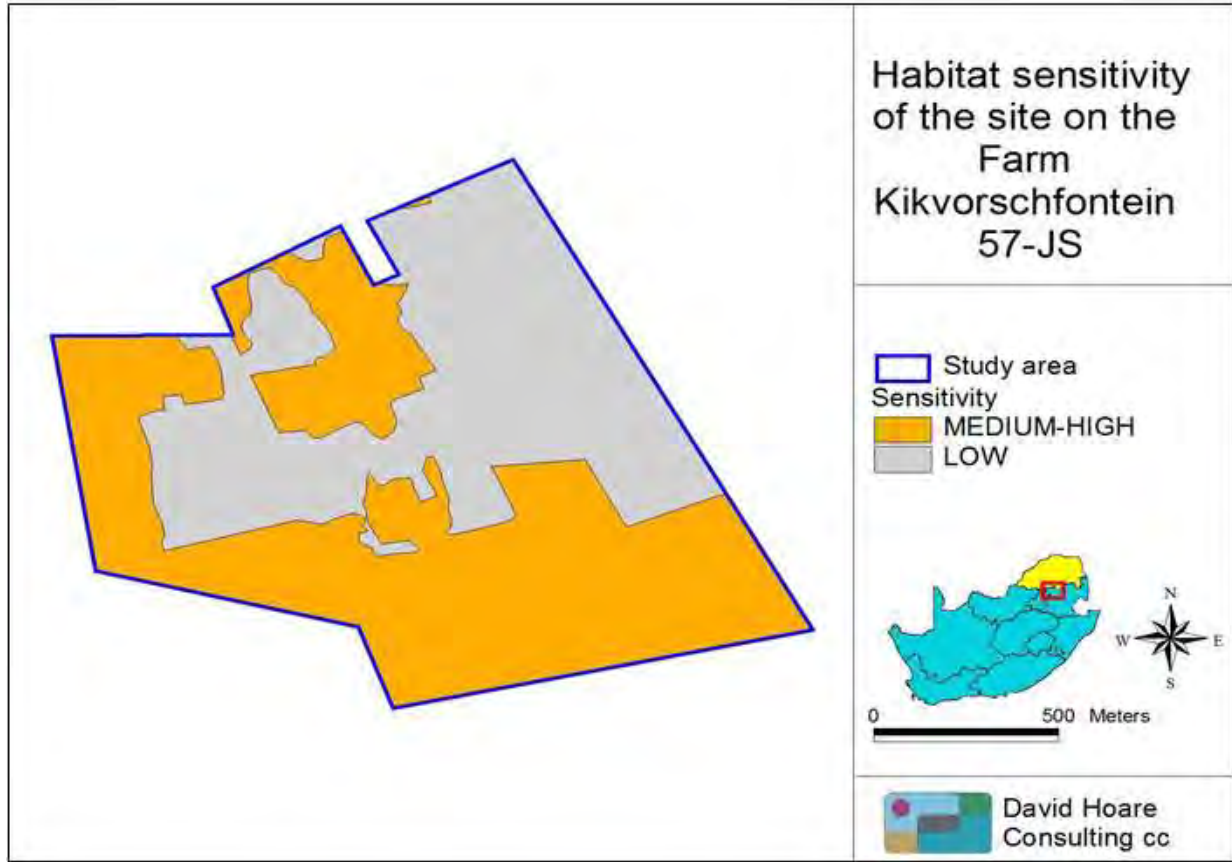 Habitat sensitivity
of the site on the
Farm
Kikvorschfontein
57-JS
Study area
Sensitivity
MEDIUM-HIGH
LOW
N
W E
S
0 500 Meters
David Hoare
Consulting cc